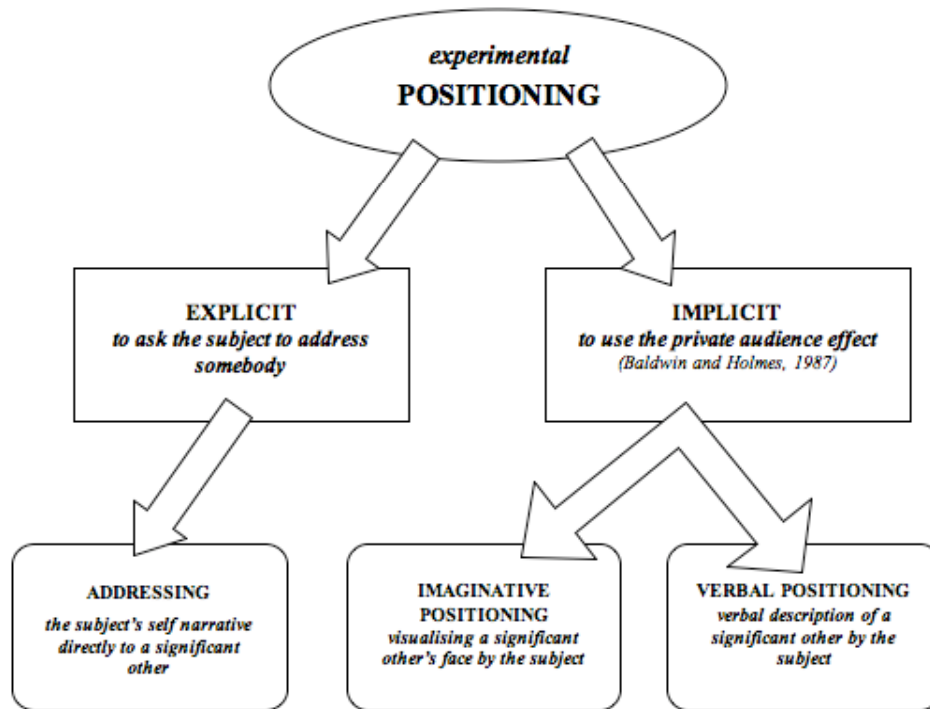 experimental
POSITIONING
EXPLICIT
to ask the subject to address
somebody
IMPLICIT
to use the private audience effect
(Baldwin and Holmes, 1987)
ADDRESSING
the subject's self narrative
directly to a significant
other
IMAGINATIVE
POSITIONING
visualising a significant
other's face by the subject
VERBAL POSITIONING
verbal description of a
significant other by the
subject